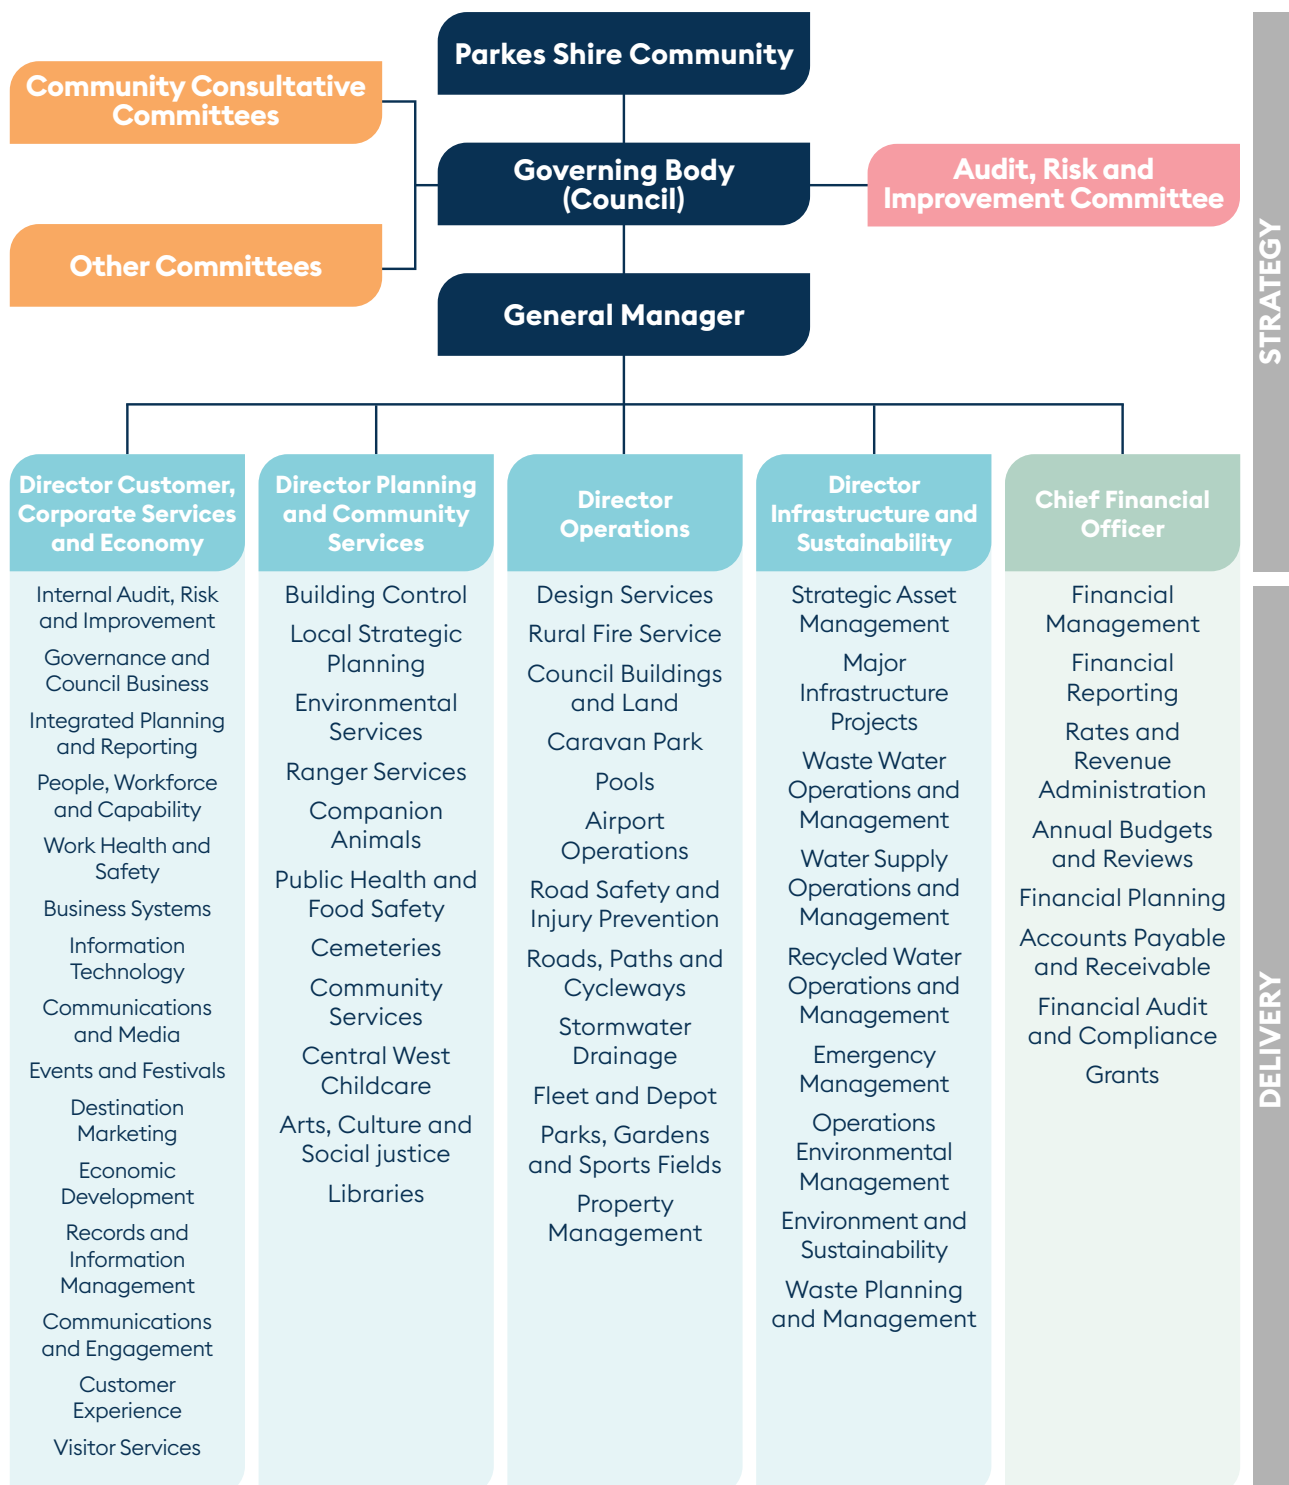 Parkes Shire Community
Community Consultative
Committees
Governing Body
(Council)
Audit, Risk and
Improvement Committee
Other Committees
General Manager
STRATEGY
Director Customer,
Corporate Services
and Economy
Internal Audit, Risk
and Improvement
Governance and
Council Business
Integrated Planning
and Reporting
People, Workforce
and Capability
Work Health and
Safety
Business Systems
Information
Technology
Communications
and Media
Events and Festivals
Destination
Marketing
Economic
Development
Records and
Information
Management
Communications
and Engagement
Customer
Experience
Visitor Services
Director Planning
and Community
Services
Building Control
Local Strategic
Planning
Environmental
Services
Ranger Services
Companion
Animals
Public Health and
Food Safety
Cemeteries
Community
Services
Central West
Childcare
Arts, Culture and
Social justice
Libraries
Director
Operations
Design Services
Rural Fire Service
Council Buildings
and Land
Caravan Park
Pools
Airport
Operations
Road Safety and
Injury Prevention
Roads, Paths and
Cycleways
Stormwater
Drainage
Fleet and Depot
Parks, Gardens
and Sports Fields
Property
Management
Director
Infrastructure and
Sustainability
Strategic Asset
Management
Major
Infrastructure
Projects
Waste Water
Operations and
Management
Water Supply
Operations and
Management
Recycled Water
Operations and
Management
Emergency
Management
Operations
Environmental
Management
Environment and
Sustainability
Waste Planning
and Management
Chief Financial
Officer
Financial
Management
Financial
Reporting
Rates and
Revenue
Administration
Annual Budgets
and Reviews
Financial Planning
Accounts Payable
and Receivable
Financial Audit
and Compliance
Grants
DELIVERY